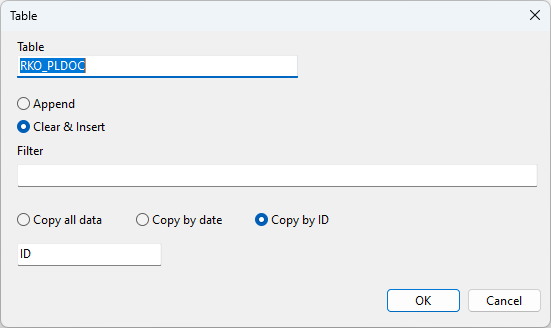 Table
Table
RKO_PLDOC
Append
Clear & Insert
Filter
Copy all data Copy by date Copy by ID
ID
OK Cancel